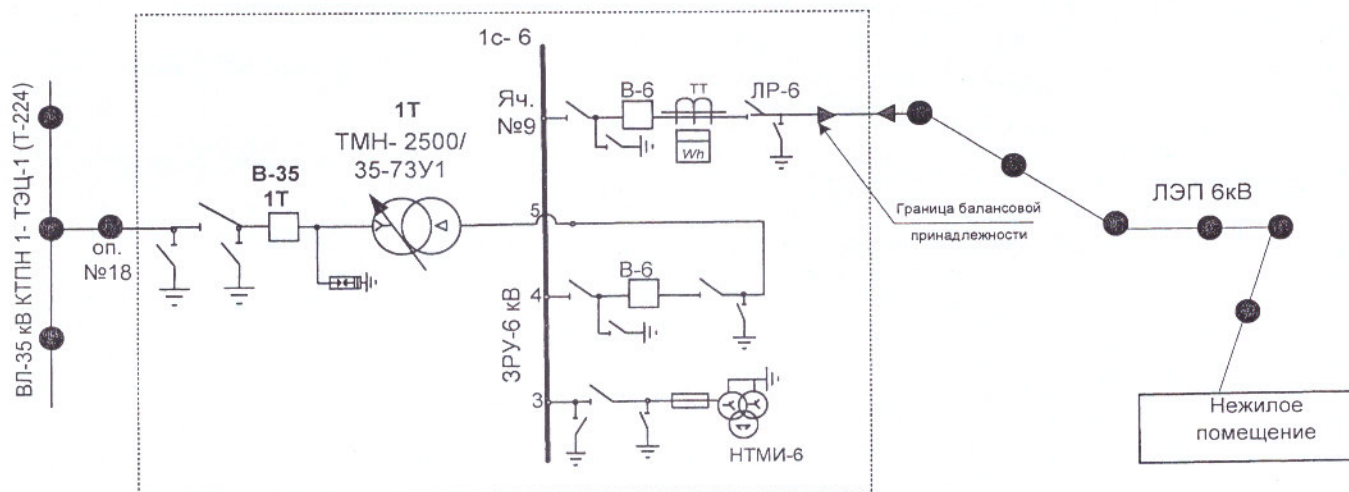 1с- 6
ВЛ-35 кВ КТПН 1- ТЭЦ-1 (Т-224)
оп.
№18
В-35
1Т
1Т
ТМН- 2500/
35-73У1
Яч.
№9
В-6
ТТ
Wh
ЛР-6
Граница балансовой
принадлежности
ЛЭП 6кВ
5
4
В-6
ЗРУ-6 кВ
3
НТМИ-6
Нежилое
помещение